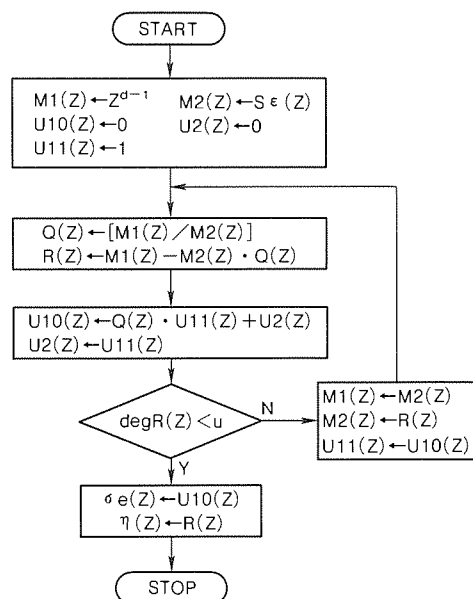 START
M1(Z)←Z^{d-1} M2(Z)←S ε(Z)
U10(Z)←0 U2(Z)←0
U11(Z)←1
Q(Z)←[M1(Z)/M2(Z)]
R(Z)←M1(Z)-M2(Z)・Q(Z)
U10(Z)←Q(Z)・U11(Z)+U2(Z)
U2(Z)←U11(Z)
degR(Z)<u
N
Y
M1(Z)←M2(Z)
M2(Z)←R(Z)
U11(Z)←U10(Z)
σe(Z)←U10(Z)
η(Z)←R(Z)
STOP